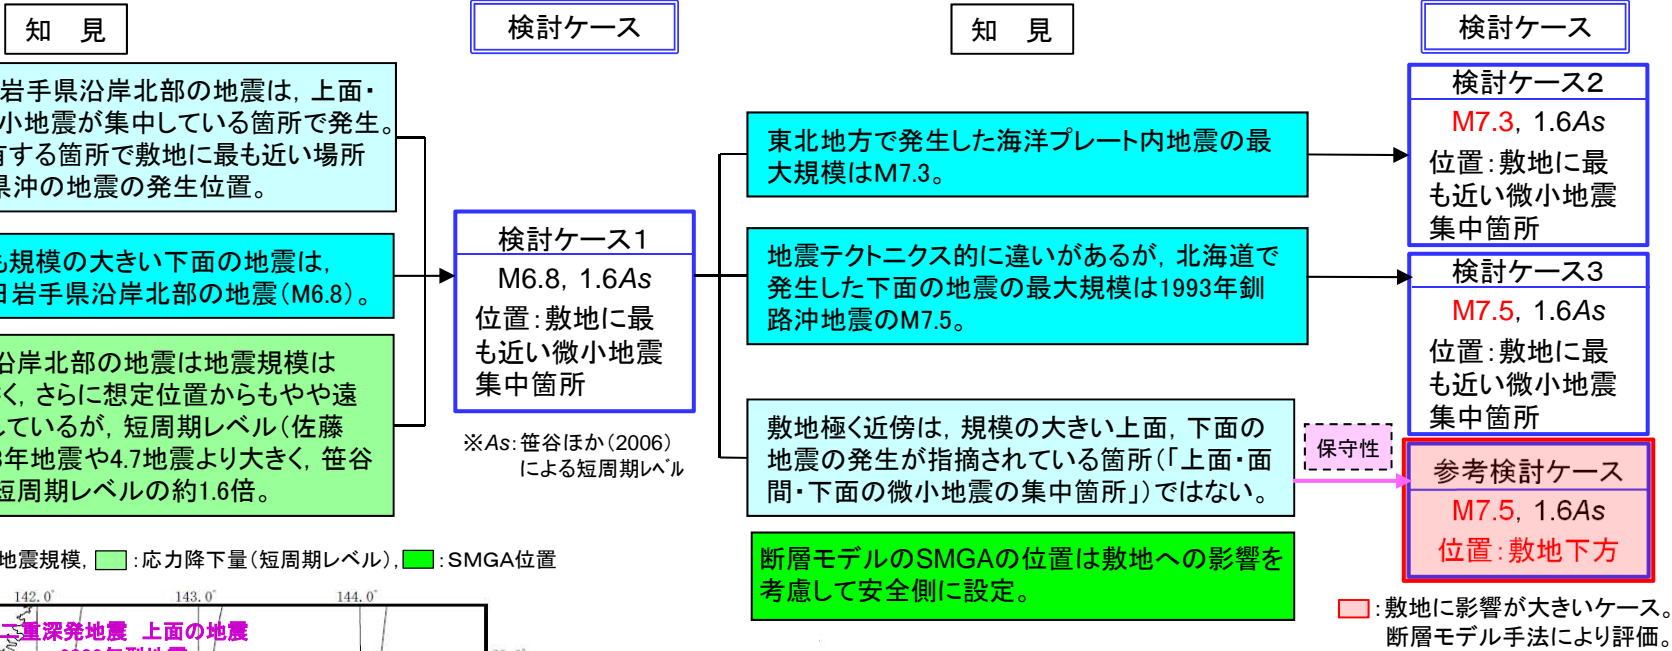 知　見
検討ケース
知　見
検討ケース
岩手県沿岸北部の地震は，上面・
小地震が集中している箇所で発生。
有する箇所で敷地に最も近い場所
県沖の地震の発生位置。
も規模の大きい下面の地震は，
日岩手県沿岸北部の地震（M6.8）。
沿岸北部の地震は地震規模は
く，さらに想定位置からもやや遠
しているが，短周期レベル（佐藤
3年地震や4.7地震より大きく，笹谷
短周期レベルの約1.6倍。
検討ケース1
M6.8，1.6As
位置：敷地に最
も近い微小地震
集中箇所
※As：笹谷ほか（2006）
による短周期レベル
東北地方で発生した海洋プレート内地震の最
大規模はM7.3。
地震テクトニクス的に違いがあるが，北海道で
発生した下面の地震の最大規模は1993年釧
路沖地震のM7.5。
敷地極く近傍は，規模の大きい上面，下面の
地震の発生が指摘されている箇所（「上面・面
間・下面の微小地震の集中箇所」）ではない。
断層モデルのSMGAの位置は敷地への影響を
考慮して安全側に設定。
保守性
検討ケース2
M7.3，1.6As
位置：敷地に最
も近い微小地震
集中箇所
検討ケース3
M7.5，1.6As
位置：敷地に最
も近い微小地震
集中箇所
参考検討ケース
M7.5，1.6As
位置：敷地下方
：敷地に影響が大きいケース。
断層モデル手法により評価。
地震規模，：応力降下量（短周期レベル），：SMGA位置
142.0° 143.0° 144.0°
二重深発地震　上面の地震